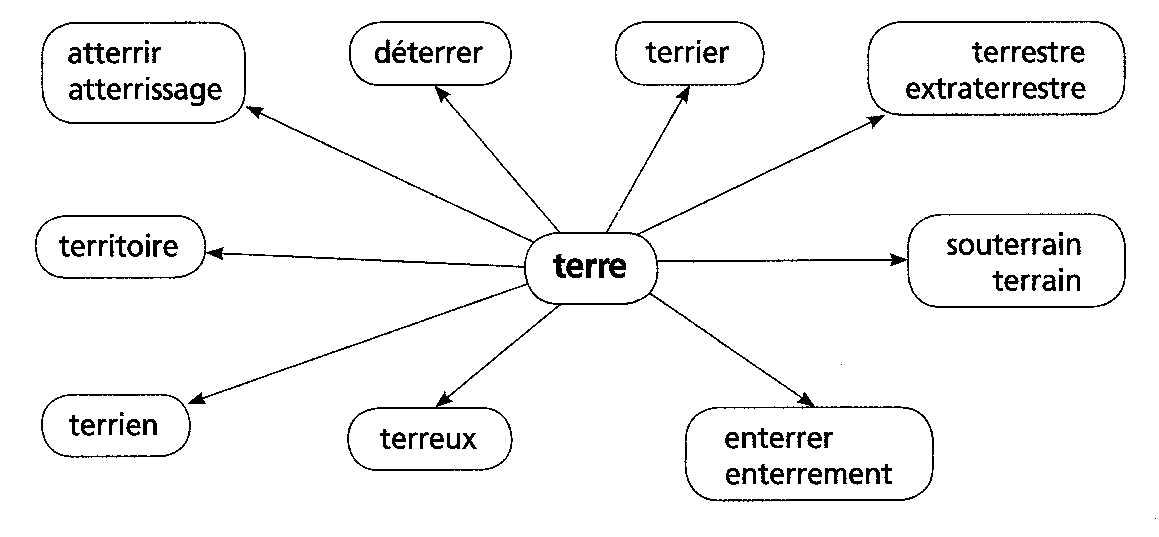 atterrir
atterrissage
déterrer
terrier
terrestre
extraterrestre
territoire
terre
souterrain
terrain
terrien
terreux
enterrer
enterrement